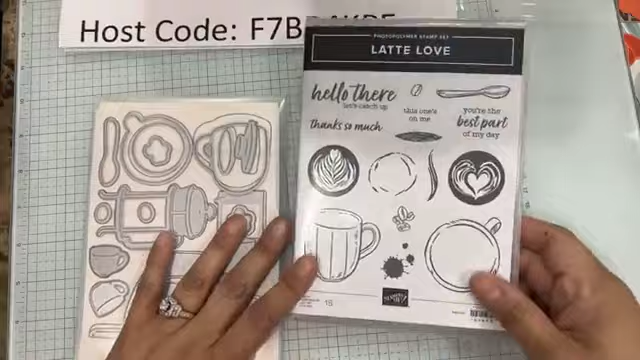 Host Code: F7B
PHOTOPOLYMER STAMP SET
LATTE LOVE
hello there
let's catch up
this one's
on me
you're the
best part
of my day
thanks so much